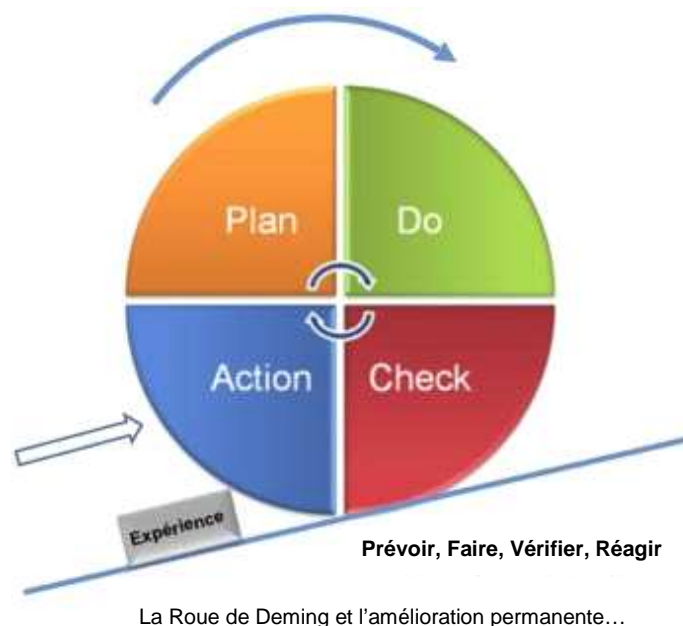 Plan
Do
Action
Check
Expérience
Prévoir, Faire, Vérifier, Réagir
La Roue de Deming et l’amélioration permanente…